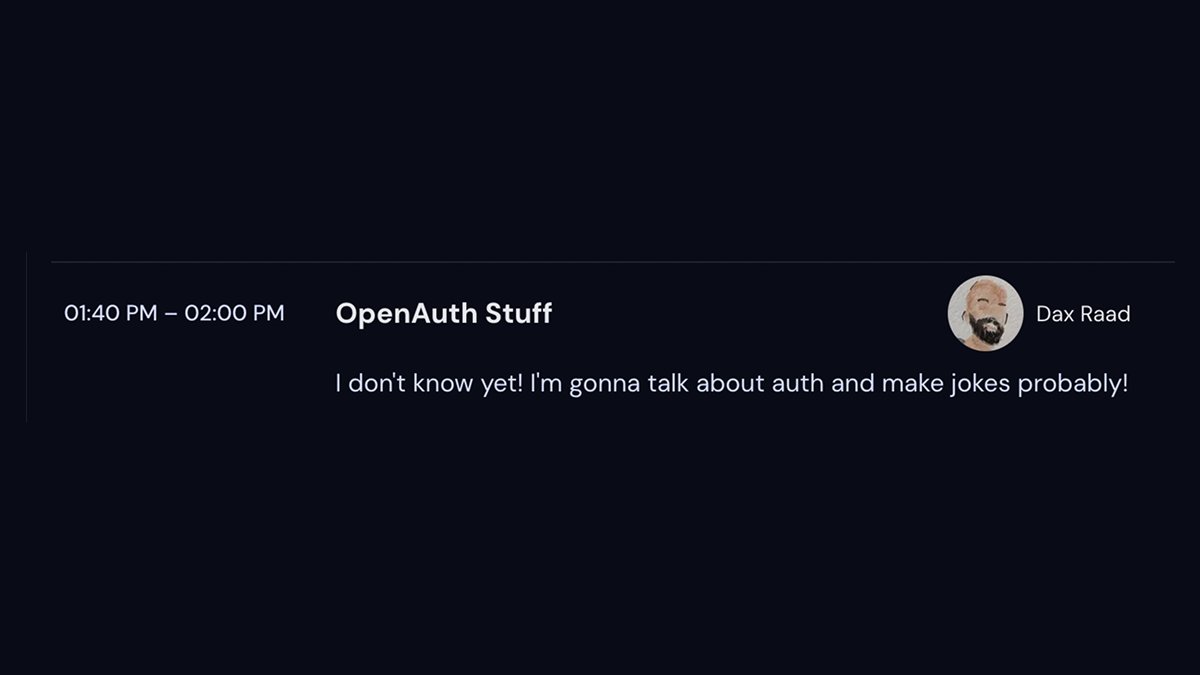 01:40 PM – 02:00 PM
OpenAuth Stuff
Dax Raad
I don't know yet! I'm gonna talk about auth and make jokes probably!